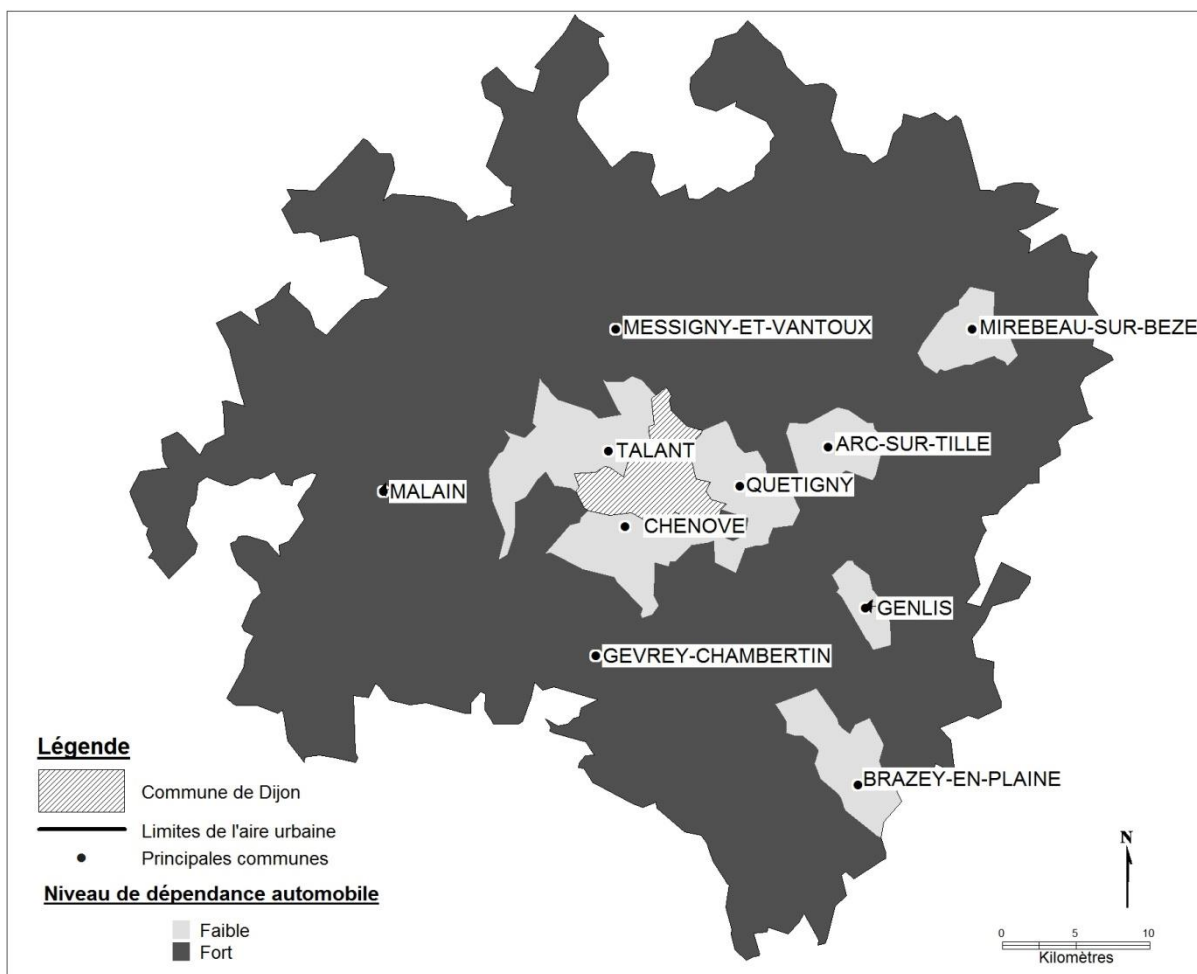 MESSIGNY-ET-VANTOUX
MIREBEAU-SUR-BEZE
TALANT
ARC-SUR-TILLE
MALAIN
QUETIGNY
CHENOVE
GENLIS
GEVREY-CHAMBERTIN
BRAZEY-EN-PLAINE
Légende
Commune de Dijon
Limites de l'aire urbaine
Principales communes
Niveau de dépendance automobile
Faible
Fort
N
0 5 10
Kilomètres